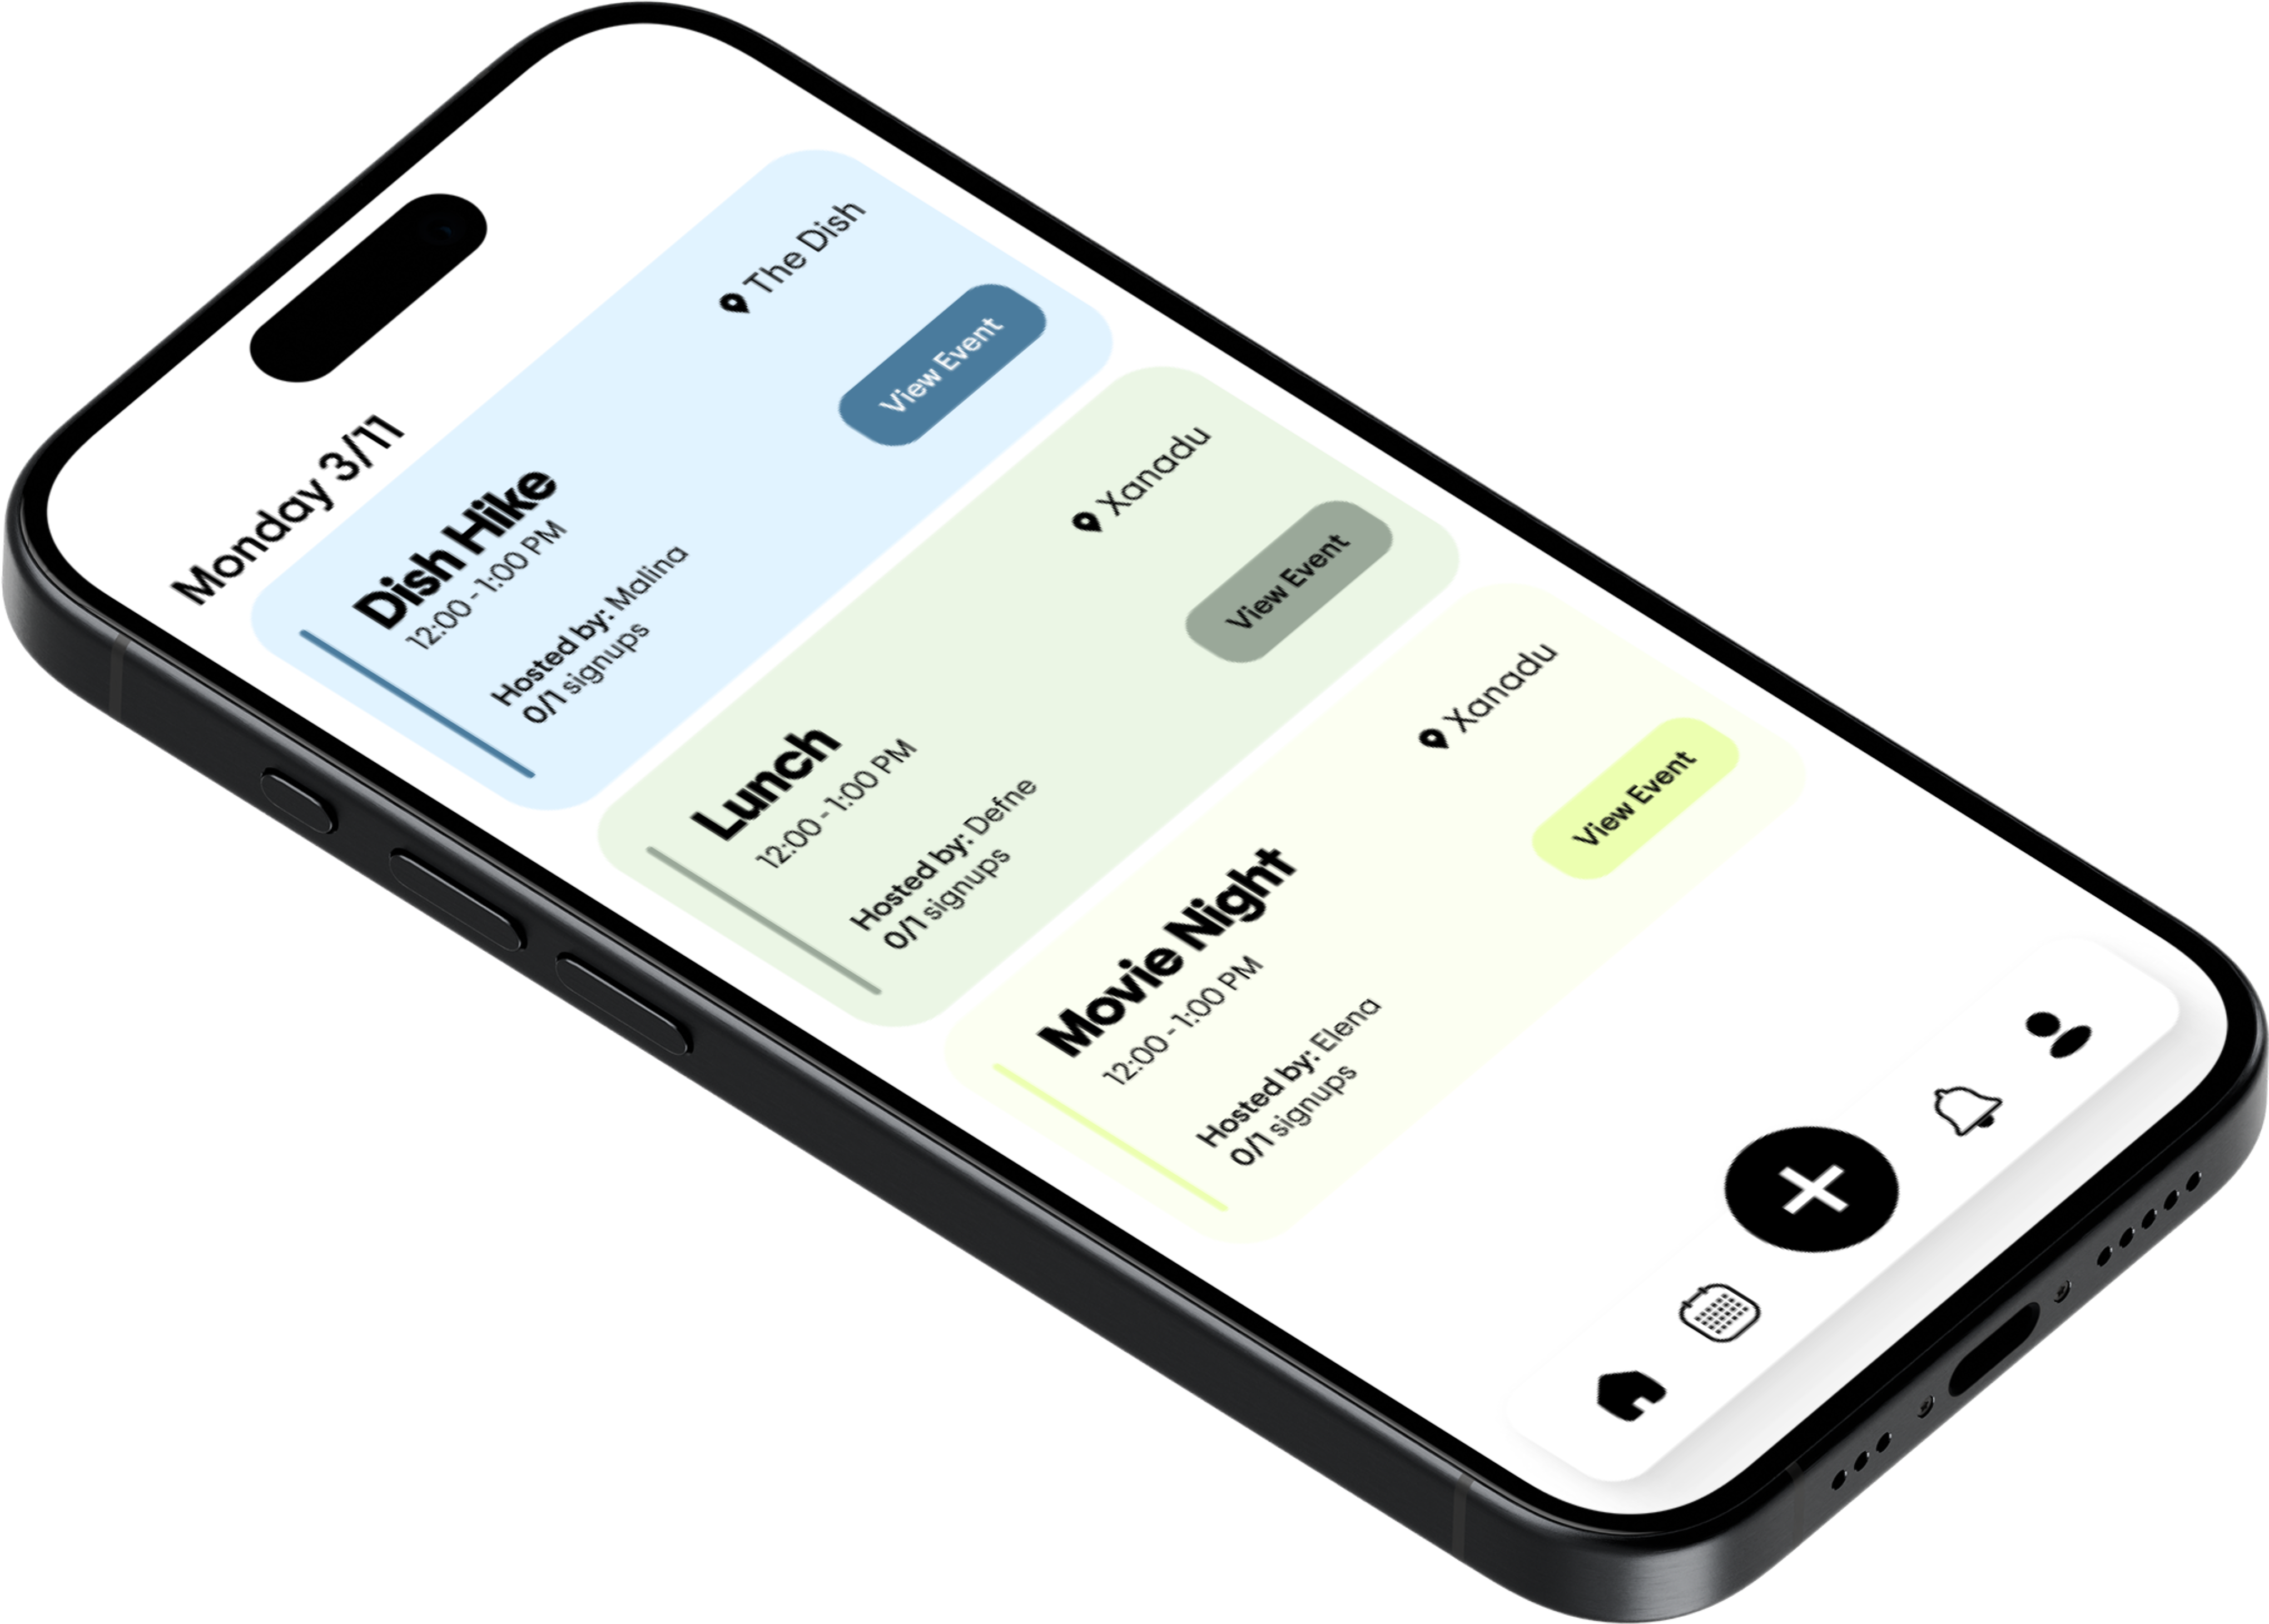 Monday 3/11
Dish Hike
12:00 - 1:00 PM
The Dish
Hosted by: Malina
0/1 signups
View Event
Lunch
12:00 - 1:00 PM
Xanadu
Hosted by: Defne
0/1 signups
View Event
Movie Night
12:00 - 1:00 PM
Xanadu
Hosted by: Elena
0/1 signups
View Event